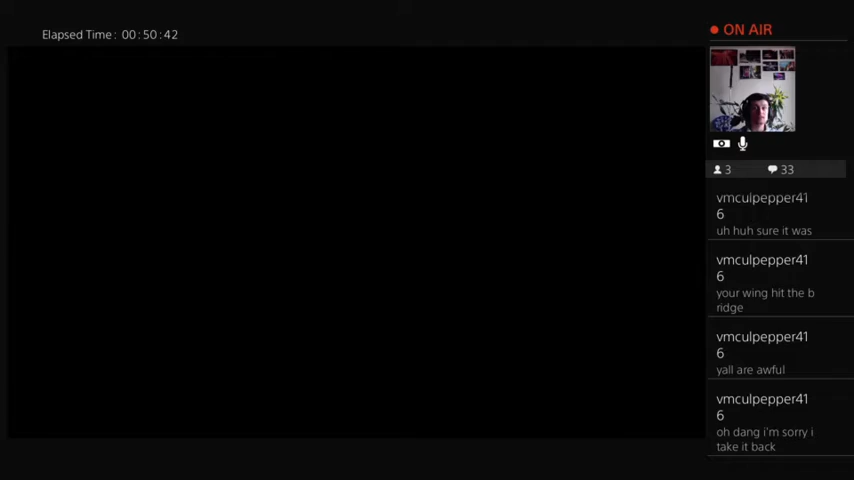 Elapsed Time: 00:50:42
ON AIR
3 33
vmculpepper41
6
uh huh sure it was
vmculpepper41
6
your wing hit the b
ridge
vmculpepper41
6
yall are awful
vmculpepper41
6
oh dang i'm sorry i
take it back